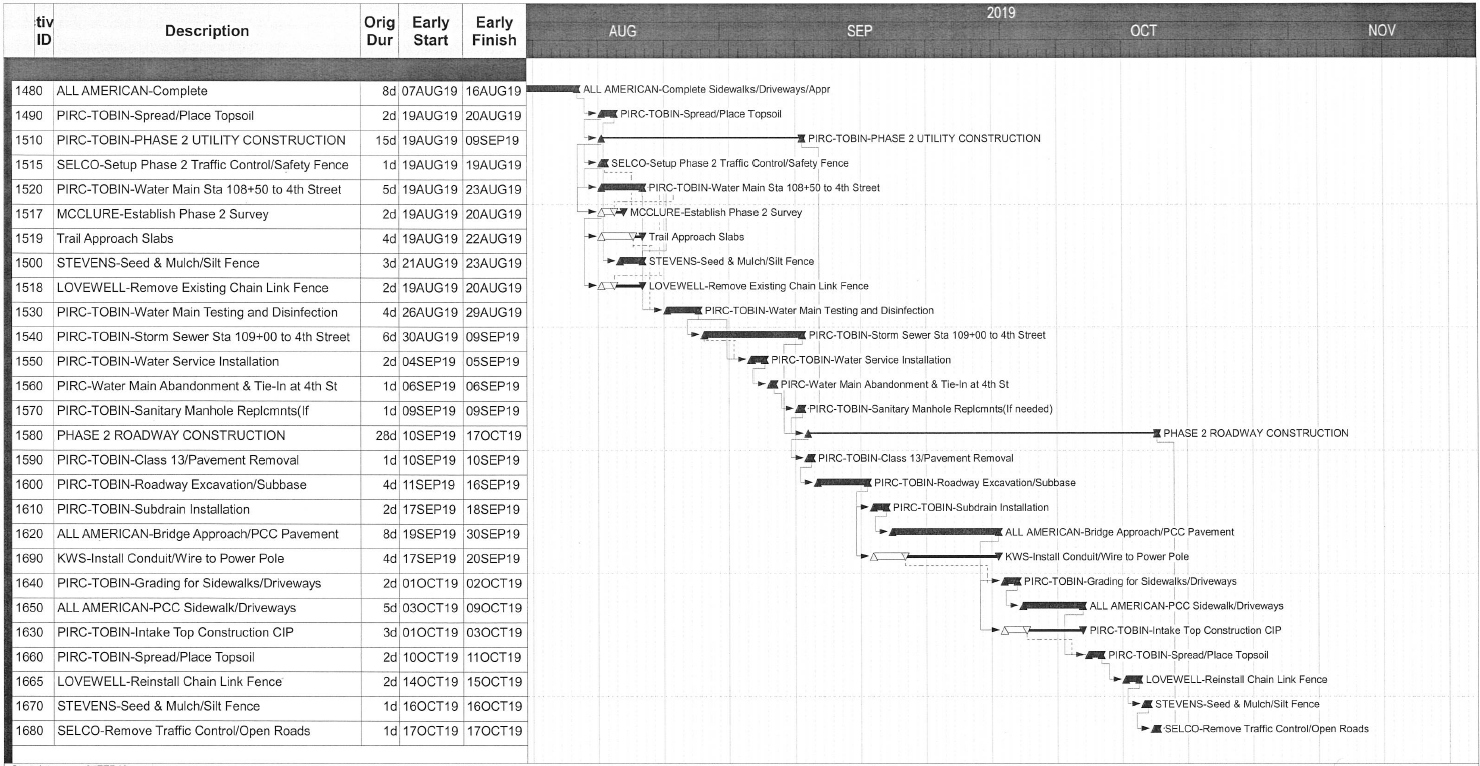 tiv ID Description Orig Dur Early Start Early Finish 2019
AUG SEP OCT NOV
1480 ALL AMERICAN-Complete 8d 07AUG19 16AUG19 ALL AMERICAN-Complete Sidewalks/Driveways/Appr
1490 PIRC-TOBIN-Spread/Place Topsoil 2d 19AUG19 20AUG19 PIRC-TOBIN-Spread/Place Topsoil
1510 PIRC-TOBIN-PHASE 2 UTILITY CONSTRUCTION 15d 19AUG19 09SEP19 PIRC-TOBIN-PHASE 2 UTILITY CONSTRUCTION
1515 SELCO-Setup Phase 2 Traffic Control/Safety Fence 1d 19AUG19 19AUG19 SELCO-Setup Phase 2 Traffic Control/Safety Fence
1520 PIRC-TOBIN-Water Main Sta 108+50 to 4th Street 5d 19AUG19 23AUG19 PIRC-TOBIN-Water Main Sta 108+50 to 4th Street
1517 MCCLURE-Establish Phase 2 Survey 2d 19AUG19 20AUG19 MCCLURE-Establish Phase 2 Survey
1519 Trail Approach Slabs 4d 19AUG19 22AUG19 Trail Approach Slabs
1500 STEVENS-Seed & Mulch/Silt Fence 3d 21AUG19 23AUG19 STEVENS-Seed & Mulch/Silt Fence
1518 LOVEWELL-Remove Existing Chain Link Fence 2d 19AUG19 20AUG19 LOVEWELL-Remove Existing Chain Link Fence
1530 PIRC-TOBIN-Water Main Testing and Disinfection 4d 26AUG19 29AUG19 PIRC-TOBIN-Water Main Testing and Disinfection
1540 PIRC-TOBIN-Storm Sewer Sta 109+00 to 4th Street 6d 30AUG19 09SEP19 PIRC-TOBIN-Storm Sewer Sta 109+00 to 4th Street
1550 PIRC-TOBIN-Water Service Installation 2d 04SEP19 05SEP19 PIRC-TOBIN-Water Service Installation
1560 PIRC-Water Main Abandonment & Tie-In at 4th St 1d 06SEP19 06SEP19 PIRC-Water Main Abandonment & Tie-In at 4th St
1570 PIRC-TOBIN-Sanitary Manhole Replcmnts(If 1d 09SEP19 09SEP19 PIRC-TOBIN-Sanitary Manhole Replcmnts(If needed)
1580 PHASE 2 ROADWAY CONSTRUCTION 28d 10SEP19 17OCT19 PHASE 2 ROADWAY CONSTRUCTION
1590 PIRC-TOBIN-Class 13/Pavement Removal 1d 10SEP19 10SEP19 PIRC-TOBIN-Class 13/Pavement Removal
1600 PIRC-TOBIN-Roadway Excavation/Subbase 4d 11SEP19 16SEP19 PIRC-TOBIN-Roadway Excavation/Subbase
1610 PIRC-TOBIN-Subdrain Installation 2d 17SEP19 18SEP19 PIRC-TOBIN-Subdrain Installation
1620 ALL AMERICAN-Bridge Approach/PCC Pavement 8d 19SEP19 30SEP19 ALL AMERICAN-Bridge Approach/PCC Pavement
1690 KWS-Install Conduit/Wire to Power Pole 4d 17SEP19 20SEP19 KWS-Install Conduit/Wire to Power Pole
1640 PIRC-TOBIN-Grading for Sidewalks/Driveways 2d 01OCT19 02OCT19 PIRC-TOBIN-Grading for Sidewalks/Driveways
1650 ALL AMERICAN-PCC Sidewalk/Driveways 5d 03OCT19 09OCT19 ALL AMERICAN-PCC Sidewalk/Driveways
1630 PIRC-TOBIN-Intake Top Construction CIP 3d 01OCT19 03OCT19 PIRC-TOBIN-Intake Top Construction CIP
1660 PIRC-TOBIN-Spread/Place Topsoil 2d 10OCT19 11OCT19 PIRC-TOBIN-Spread/Place Topsoil
1665 LOVEWELL-Reinstall Chain Link Fence 2d 14OCT19 15OCT19 LOVEWELL-Reinstall Chain Link Fence
1670 STEVENS-Seed & Mulch/Silt Fence 1d 16OCT19 16OCT19 STEVENS-Seed & Mulch/Silt Fence
1680 SELCO-Remove Traffic Control/Open Roads 1d 17OCT19 17OCT19 SELCO-Remove Traffic Control/Open Roads